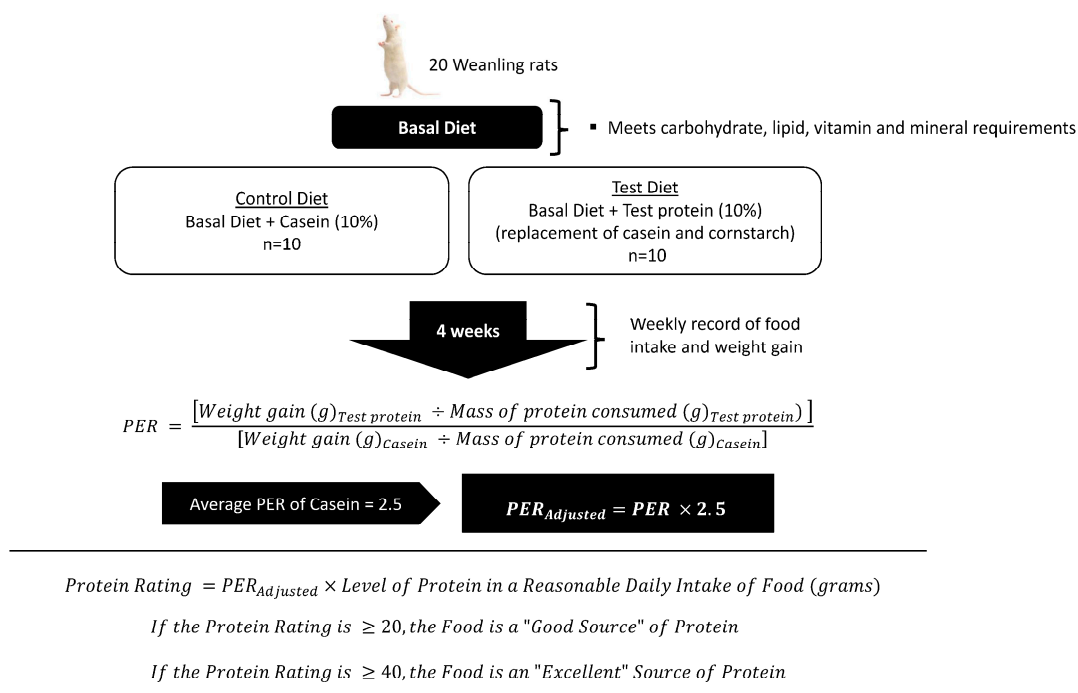 20 Weanling rats
Basal Diet
▪ Meets carbohydrate, lipid, vitamin and mineral requirements
Control Diet
Basal Diet + Casein (10%)
n=10
Test Diet
Basal Diet + Test protein (10%)
(replacement of casein and cornstarch)
n=10
4 weeks
Weekly record of food
intake and weight gain
PER = [Weight gain (g)Test protein ÷ Mass of protein consumed (g)Test protein) ]
[Weight gain (g)Casein ÷ Mass of protein consumed (g)Casein]
Average PER of Casein = 2.5
PERAdjusted = PER × 2.5
Protein Rating = PERAdjusted × Level of Protein in a Reasonable Daily Intake of Food (grams)
If the Protein Rating is ≥ 20, the Food is a "Good Source" of Protein
If the Protein Rating is ≥ 40, the Food is an "Excellent" Source of Protein